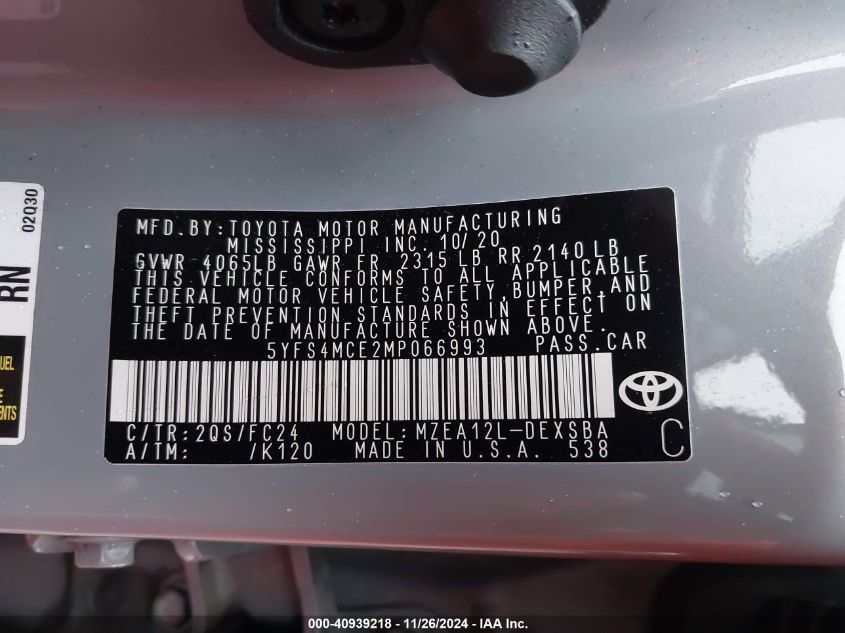 02Q30
RN
UEL
E
ENTS
MFD.BY:TOYOTA MOTOR MANUFACTURING
MISSISSIPPI INC. 10/20
GVWR 4065LB GAWR FR 2315 LB RR 2140 LB
THIS VEHICLE CONFORMS TO ALL APPLICABLE
FEDERAL MOTOR VEHICLE SAFETY,BUMPER,AND
THEFT PREVENTION STANDARDS IN EFFECT ON
THE DATE OF MANUFACTURE SHOWN ABOVE.
5YFS4MCE2MP066993 PASS.CAR
C/TR:2QS/FC24 MODEL:MZEA12L-DEXSBA
A/TM: /K120 MADE IN U.S.A. 538 C
000-40939218 - 11/26/2024 - IAA Inc.